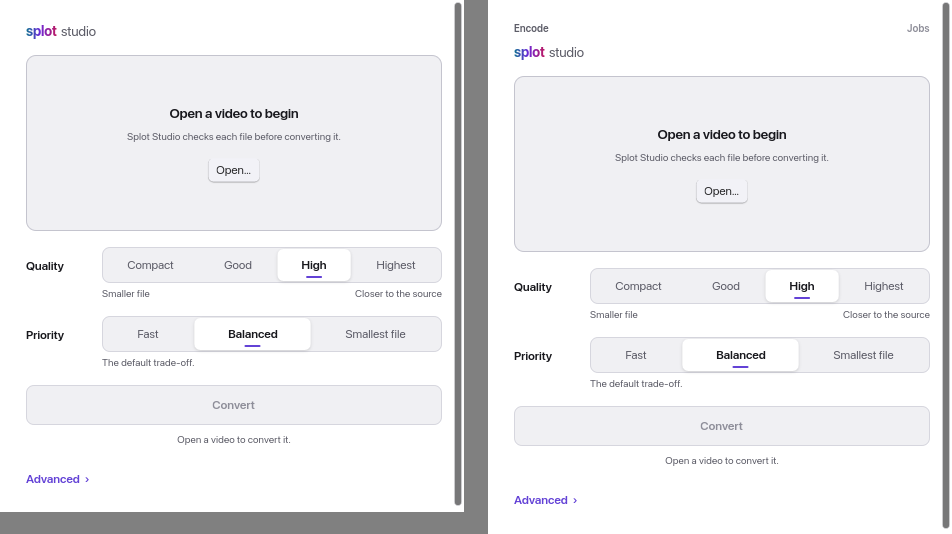 splot studio
Open a video to begin
Splot Studio checks each file before converting it.
Open...
Quality
Compact Good High Highest
Smaller file Closer to the source
Priority
Fast Balanced Smallest file
The default trade-off.
Convert
Open a video to convert it.
Advanced ›
Encode Jobs
splot studio
Open a video to begin
Splot Studio checks each file before converting it.
Open...
Quality
Compact Good High Highest
Smaller file Closer to the source
Priority
Fast Balanced Smallest file
The default trade-off.
Convert
Open a video to convert it.
Advanced ›